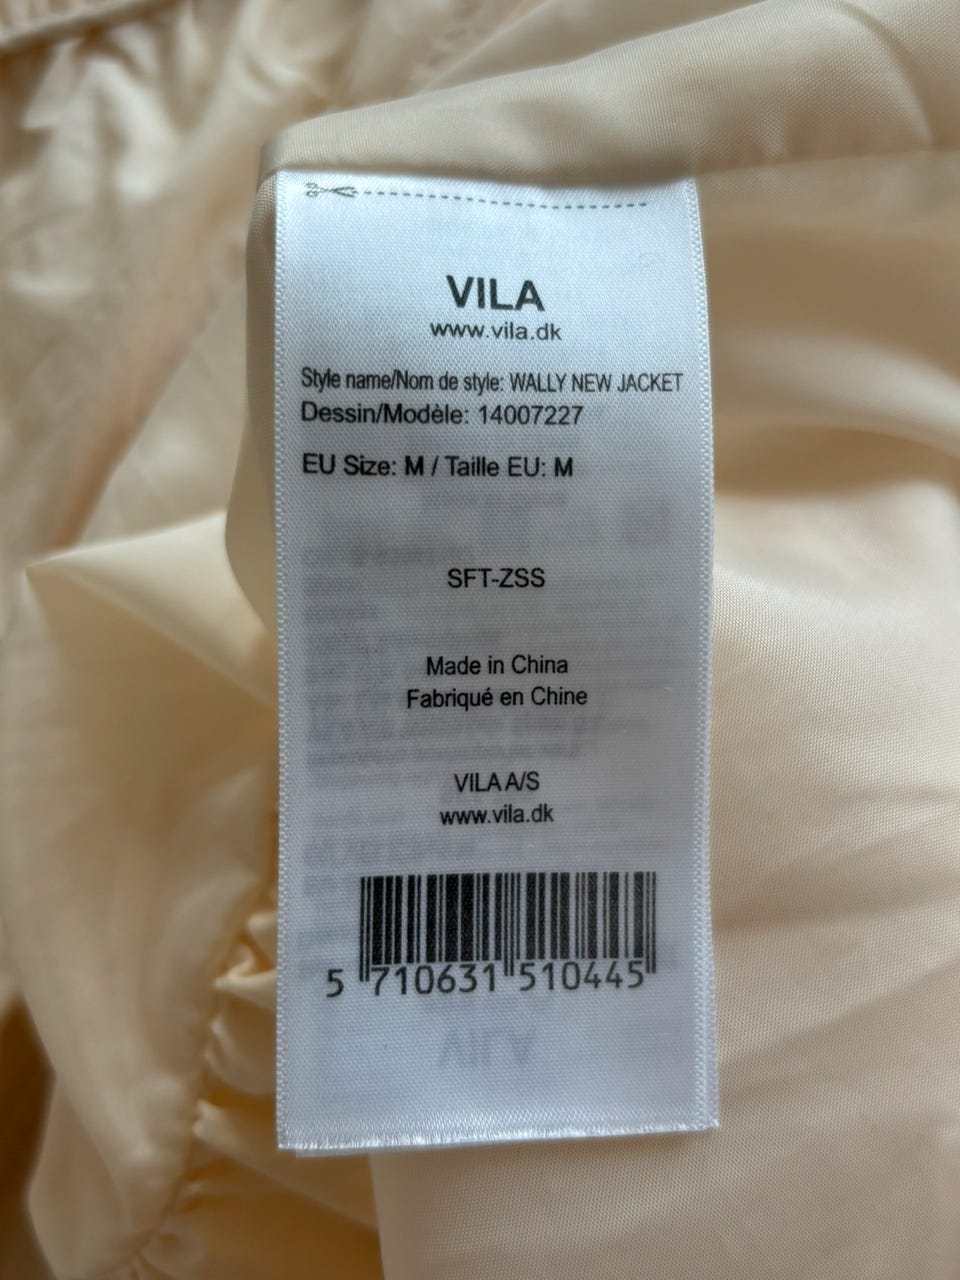 VILA
www.vila.dk
Style name/Nom de style: WALLY NEW JACKET
Dessin/Modèle: 14007227
EU Size: M / Taille EU: M
SFT-ZSS
Made in China
Fabriqué en Chine
VILA A/S
www.vila.dk
5 710631 510445